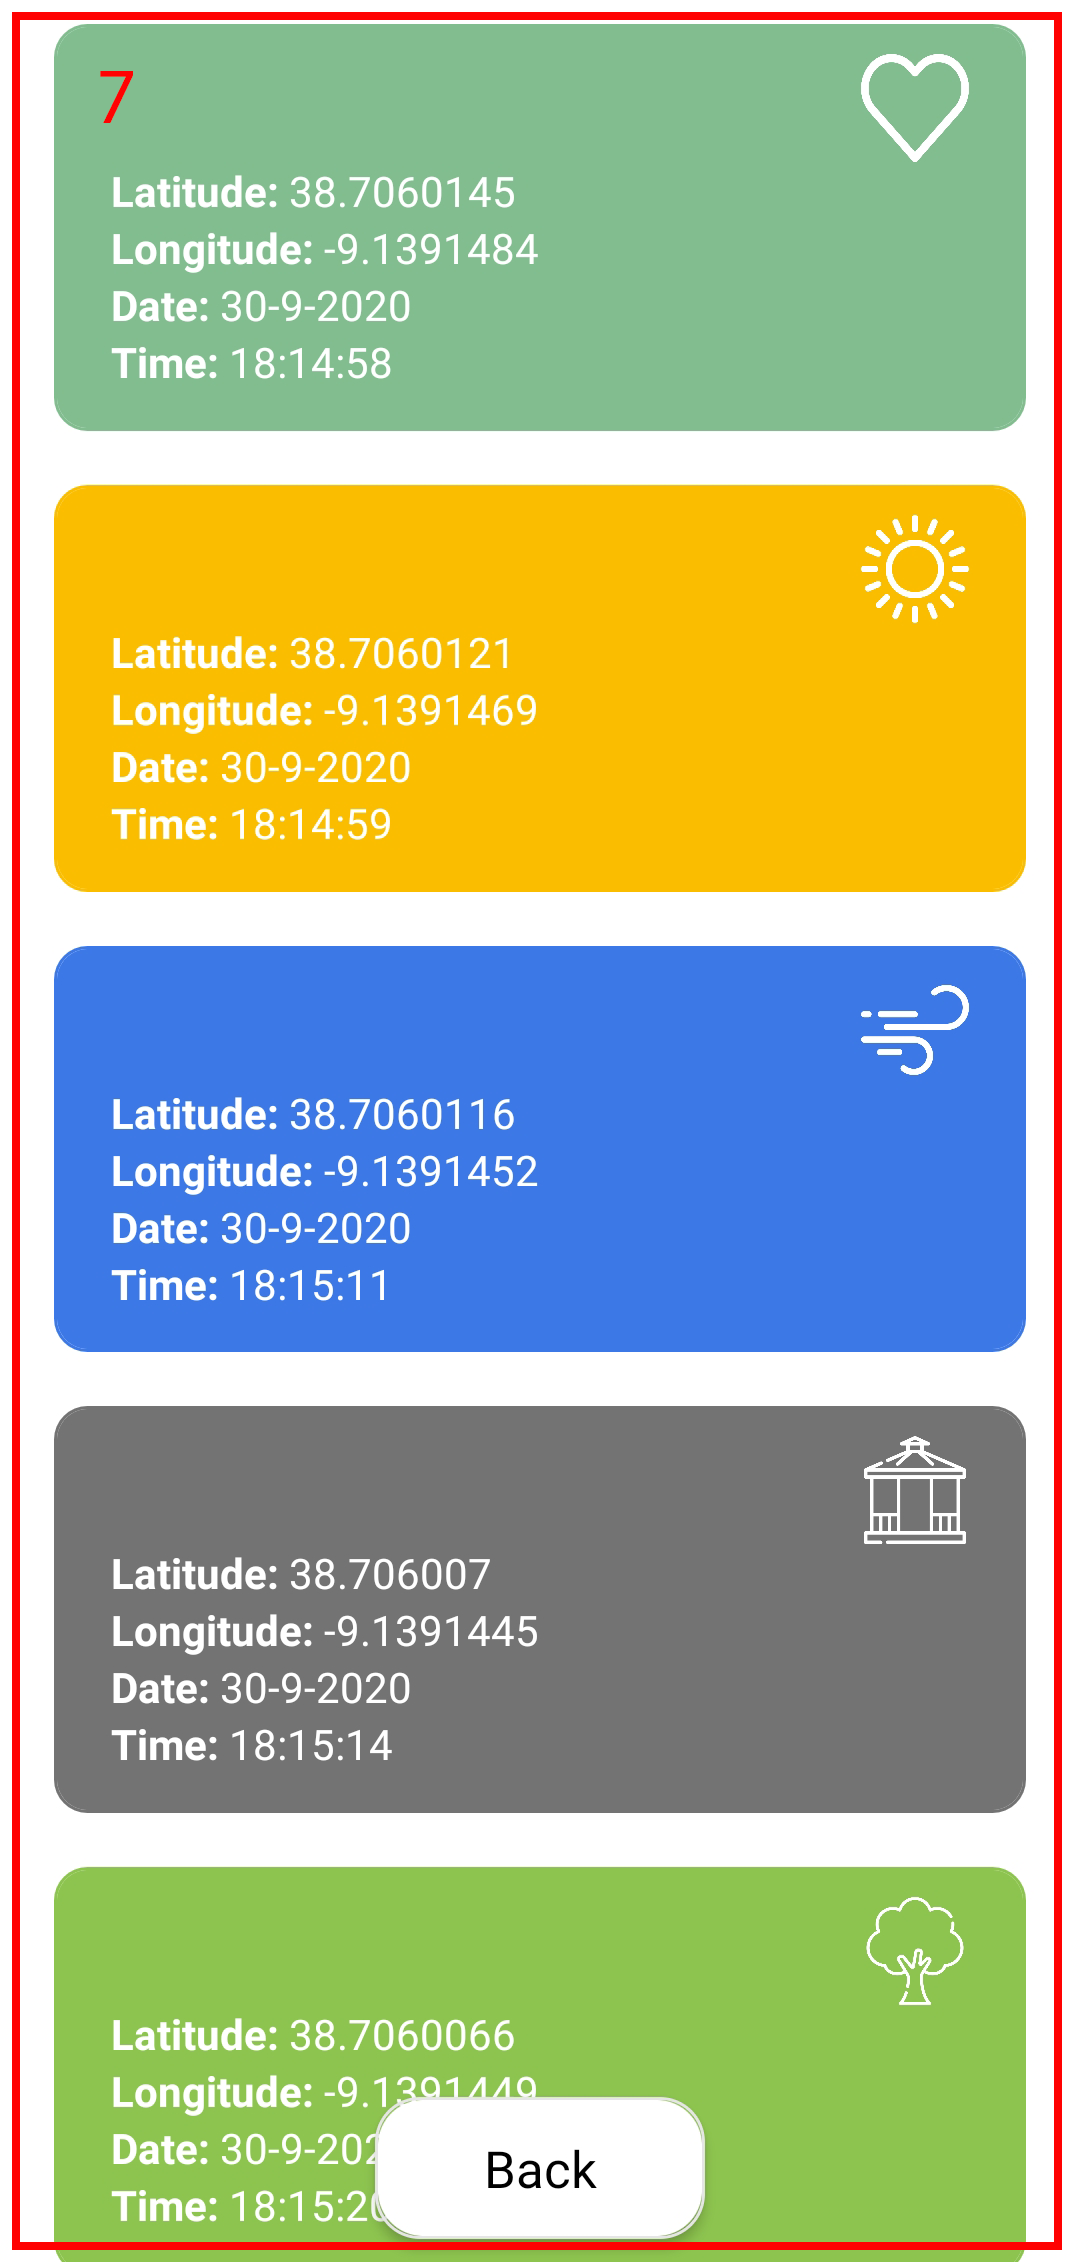 7
Latitude: 38.7060145
Longitude: -9.1391484
Date: 30-9-2020
Time: 18:14:58
Latitude: 38.7060121
Longitude: -9.1391469
Date: 30-9-2020
Time: 18:14:59
Latitude: 38.7060116
Longitude: -9.1391452
Date: 30-9-2020
Time: 18:15:11
Latitude: 38.706007
Longitude: -9.1391445
Date: 30-9-2020
Time: 18:15:14
Latitude: 38.7060066
Longitude: -9.1391449
Date: 30-9-202
Time: 18:15:20
Back